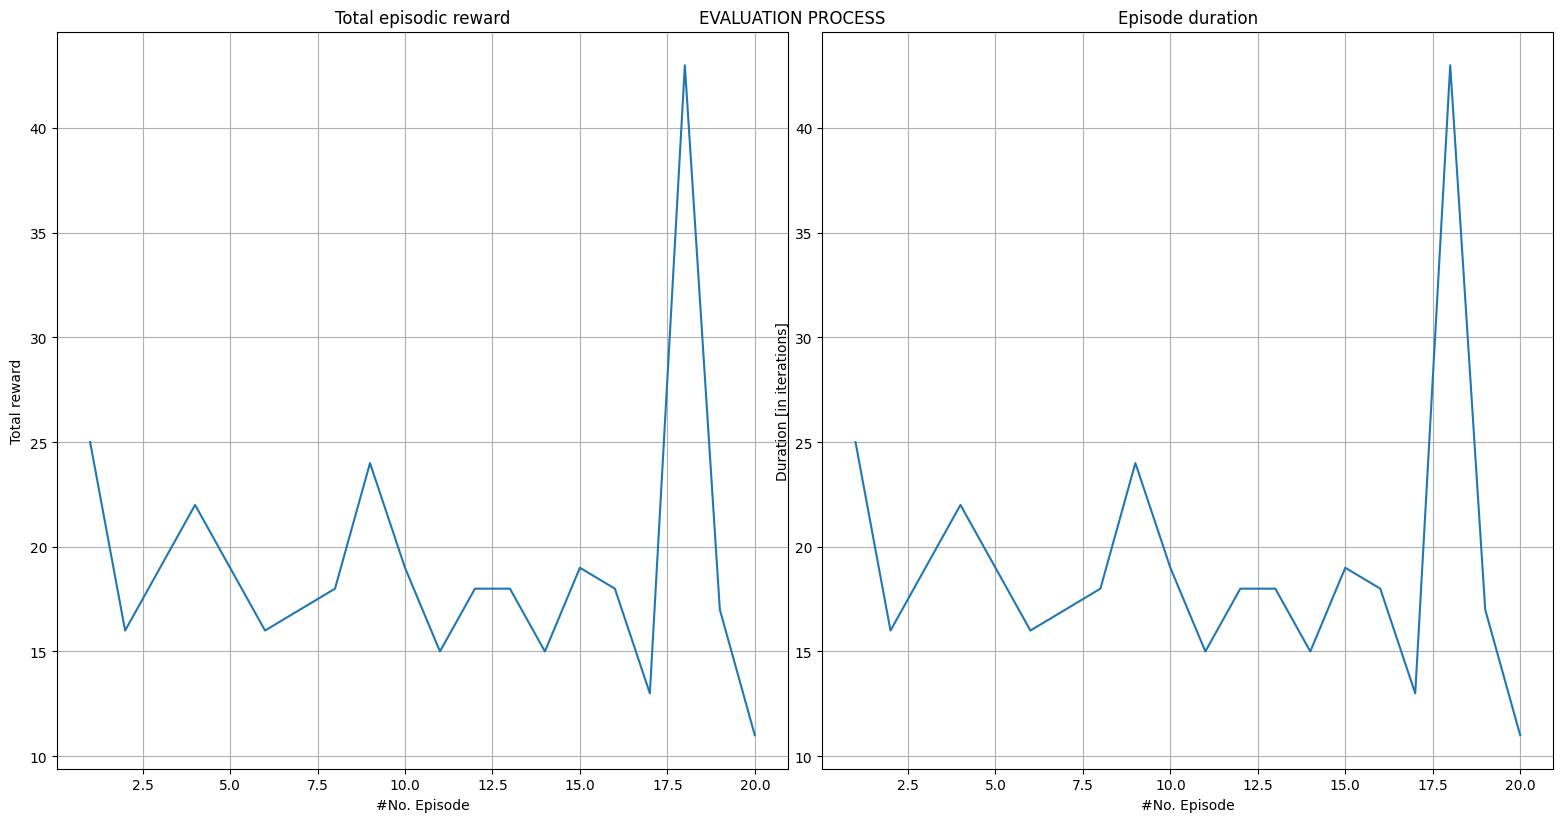 EVALUATION PROCESS
Total episodic reward
Total reward
40
35
30
25
20
15
10
2.5 5.0 7.5 10.0 12.5 15.0 17.5 20.0
#No. Episode
Episode duration
Duration [in iterations]
40
35
30
25
20
15
10
2.5 5.0 7.5 10.0 12.5 15.0 17.5 20.0
#No. Episode